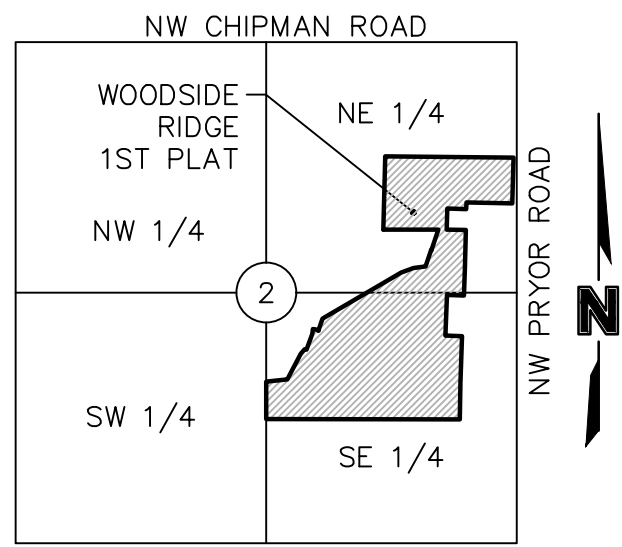 NW CHIPMAN ROAD
WOODSIDE
RIDGE
1ST PLAT
NE 1/4
NW 1/4
NW PRYOR ROAD
2
N
SW 1/4
SE 1/4